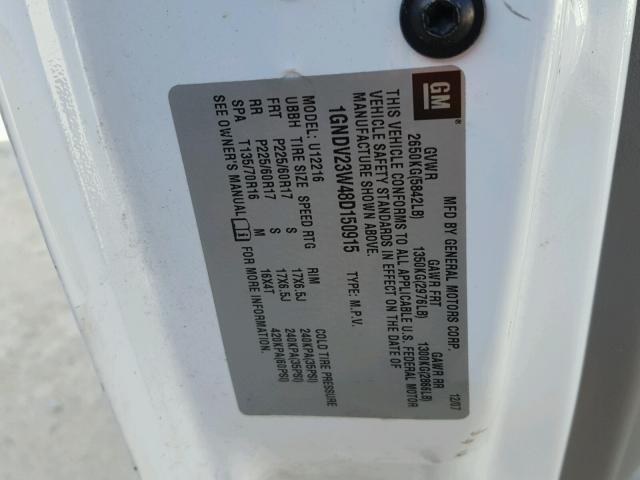 GM
MFD BY GENERAL MOTORS CORP. 12/07
GVWR GAWR FRT GAWR RR
2650KG(5842LB) 1350KG(2976LB) 1300KG(2866LB)
THIS VEHICLE CONFORMS TO ALL APPLICABLE U.S. FEDERAL MOTOR
VEHICLE SAFETY STANDARDS IN EFFECT ON THE DATE OF
MANUFACTURE SHOWN ABOVE.
1GNDV23W48D150915 TYPE: M.P.V.
MODEL: U12216
UBBH TIRE SIZE SPEED RTG RIM COLD TIRE PRESSURE
FRT P225/60R17 S 17X6.5J 240KPA(35PSI)
RR P225/60R17 S 17X6.5J 240KPA(35PSI)
SPA T135/70R16 M 16X4T 420KPA(60PSI)
SEE OWNER'S MANUAL FOR MORE INFORMATION.